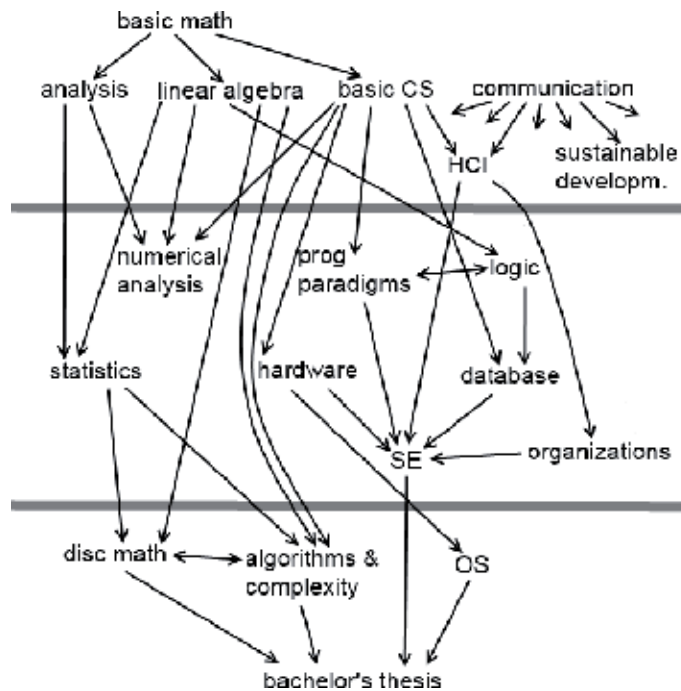 basic math
analysis
linear algebra
basic CS
communication
HCI
sustainable
developm.
numerical
analysis
prog
paradigms
logic
statistics
hardware
database
SE
organizations
disc math
algorithms &
complexity
OS
bachelor's thesis